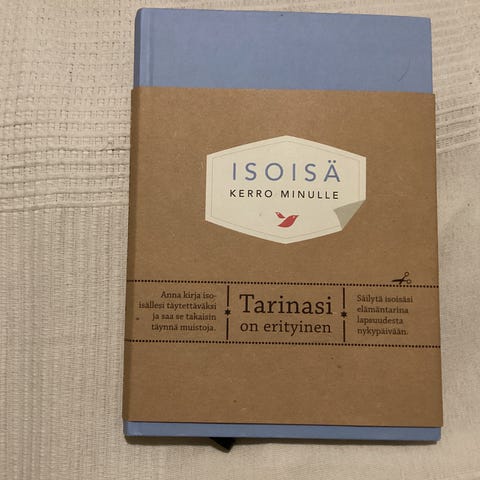 ISOISÄ
KERRO MINULLE
Anna kirja iso-
isällesi täytettäväksi
ja saa se takaisin
täynnä muistoja.
Tarinasi
on erityinen
Säilytä isoisäsi
elämäntarina
lapsuudesta
nykypäivään.